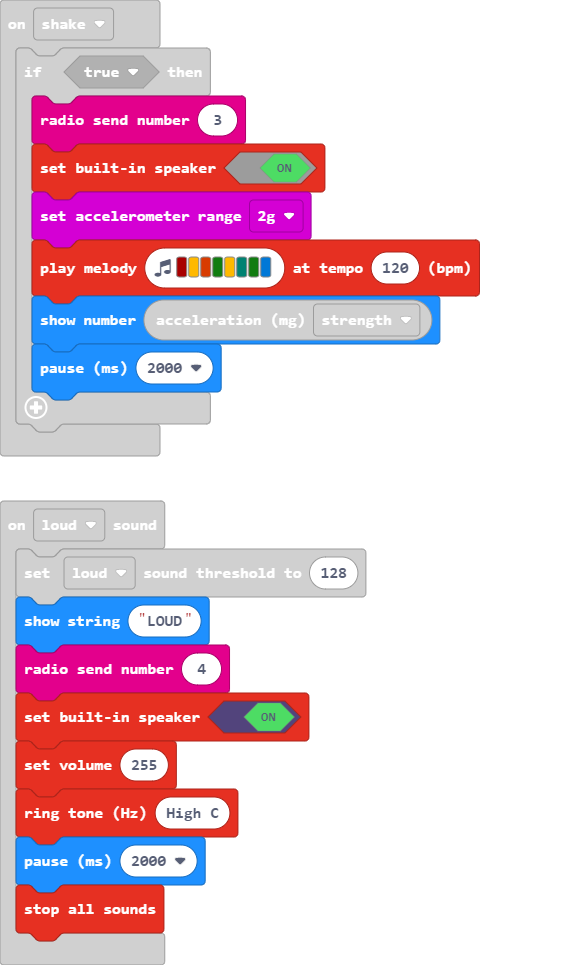 on shake
if true then
radio send number 3
set built-in speaker ON
set accelerometer range 2g
play melody at tempo 120 (bpm)
show number acceleration (mg) strength
pause (ms) 2000
on loud sound
set loud sound threshold to 128
show string "LOUD"
radio send number 4
set built-in speaker ON
set volume 255
ring tone (Hz) High C
pause (ms) 2000
stop all sounds